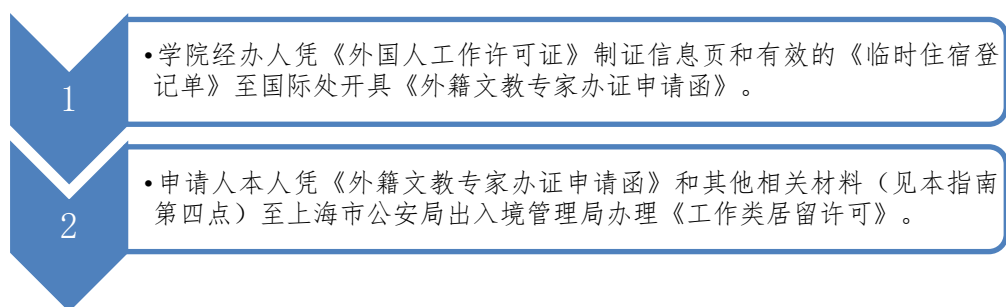 1
•学院经办人凭《外国人工作许可证》制证信息页和有效的《临时住宿登
记单》至国际处开具《外籍文教专家办证申请函》。
2
•申请人本人凭《外籍文教专家办证申请函》和其他相关材料（见本指南
第四点）至上海市公安局出入境管理局办理《工作类居留许可》。